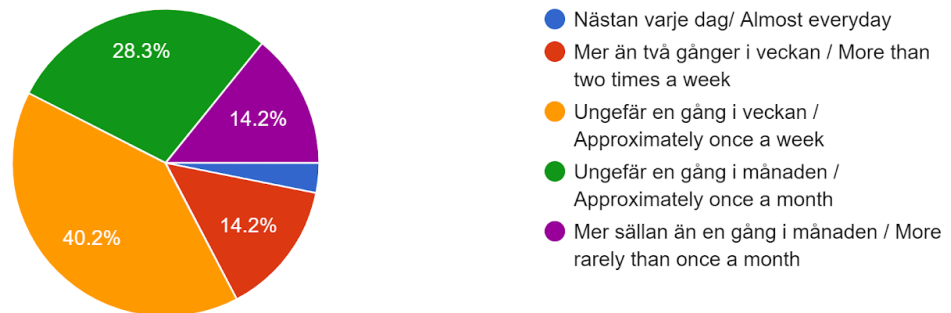 28.3%
14.2%
40.2%
14.2%
Nästan varje dag/ Almost everyday
Mer än två gånger i veckan / More than
two times a week
Ungefär en gång i veckan /
Approximately once a week
Ungefär en gång i månaden /
Approximately once a month
Mer sällan än en gång i månaden / More
rarely than once a month